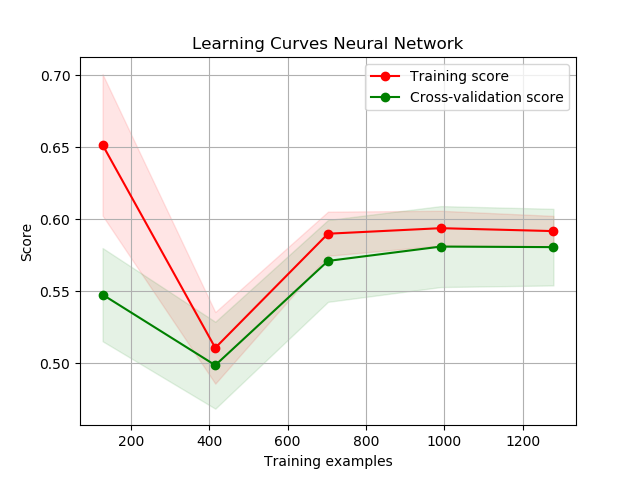 Learning Curves Neural Network
Training score
Cross-validation score
0.70
0.65
0.60
0.55
0.50
Score
200 400 600 800 1000 1200
Training examples